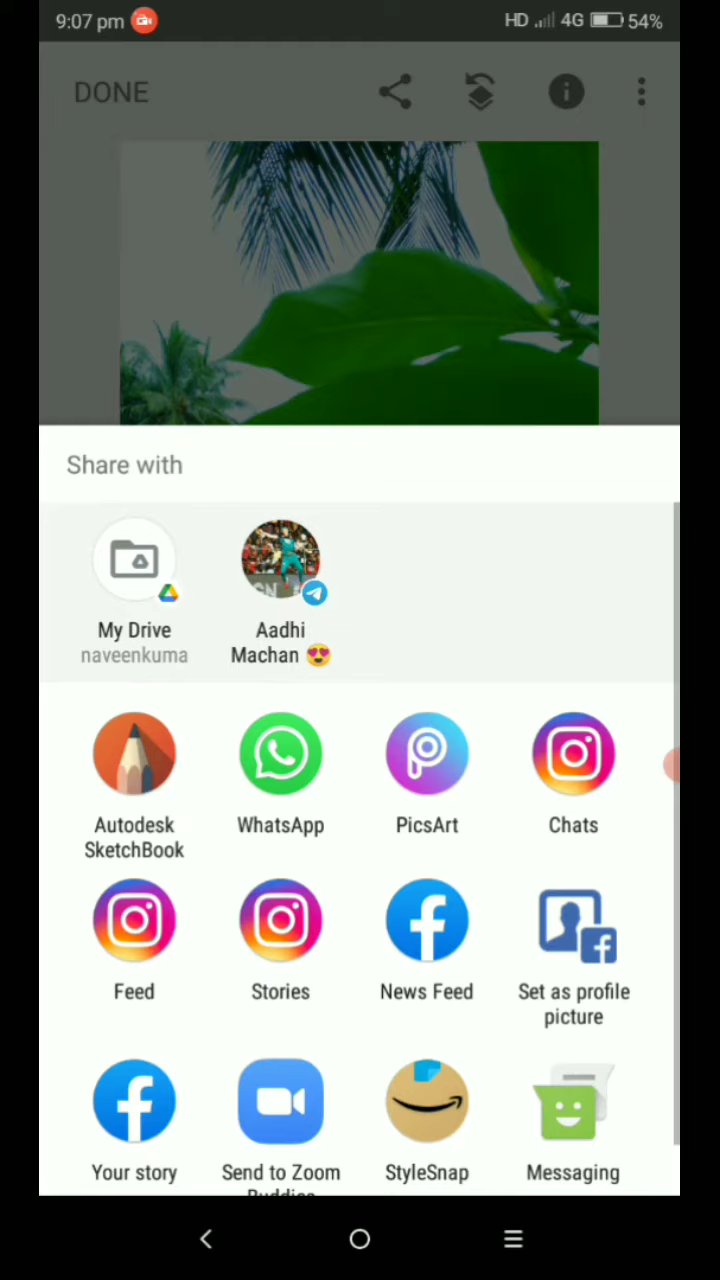 9:07 pm
HD 4G 54%
DONE
Share with
My Drive
naveenkuma
Aadhi
Machan 😍
Autodesk
SketchBook
WhatsApp
PicsArt
Chats
Feed
Stories
News Feed
Set as profile
picture
Your story
Send to Zoom
StyleSnap
Messaging